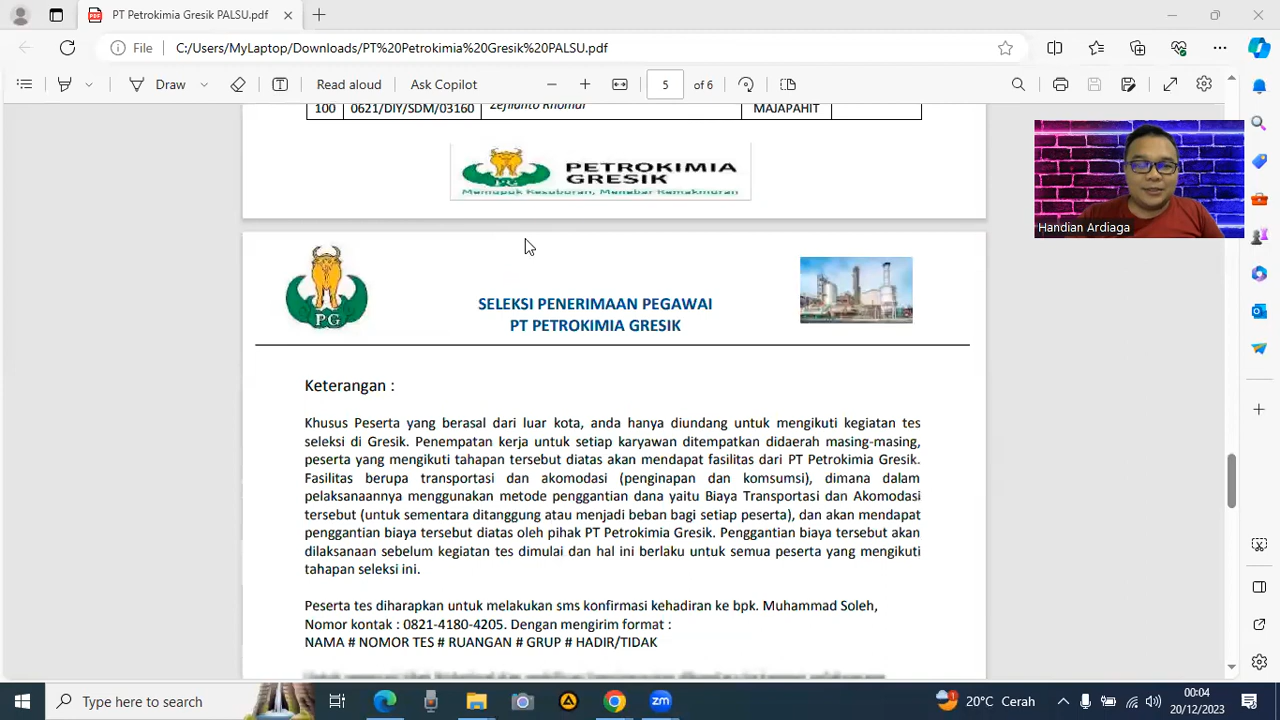 PT Petrokimia Gresik PALSU.pdf
File
C:/Users/MyLaptop/Downloads/PT%20Petrokimia%20Gresik%20PALSU.pdf
Draw
Read aloud
Ask Copilot
5
of 6
100 0621/DIY/SDM/03160 Zefrianto Khomar MAJAPAHIT
PG
PETROKIMIA
GRESIK
Memupuk Kesuburan, Menebar Kemakmuran
Handian Ardiaga
PG
SELEKSI PENERIMAAN PEGAWAI
PT PETROKIMIA GRESIK
Keterangan :
Khusus Peserta yang berasal dari luar kota, anda hanya diundang untuk mengikuti kegiatan tes
seleksi di Gresik. Penempatan kerja untuk setiap karyawan ditempatkan didaerah masing-masing,
peserta yang mengikuti tahapan tersebut diatas akan mendapat fasilitas dari PT Petrokimia Gresik.
Fasilitas berupa transportasi dan akomodasi (penginapan dan komsumsi), dimana dalam
pelaksanaannya menggunakan metode penggantian dana yaitu Biaya Transportasi dan Akomodasi
tersebut (untuk sementara ditanggung atau menjadi beban bagi setiap peserta), dan akan mendapat
penggantian biaya tersebut diatas oleh pihak PT Petrokimia Gresik. Penggantian biaya tersebut akan
dilaksanaan sebelum kegiatan tes dimulai dan hal ini berlaku untuk semua peserta yang mengikuti
tahapan seleksi ini.
Peserta tes diharapkan untuk melakukan sms konfirmasi kehadiran ke bpk. Muhammad Soleh,
Nomor kontak : 0821-4180-4205. Dengan mengirim format :
NAMA # NOMOR TES # RUANGAN # GRUP # HADIR/TIDAK
Type here to search
20°C Cerah
00:04
20/12/2023